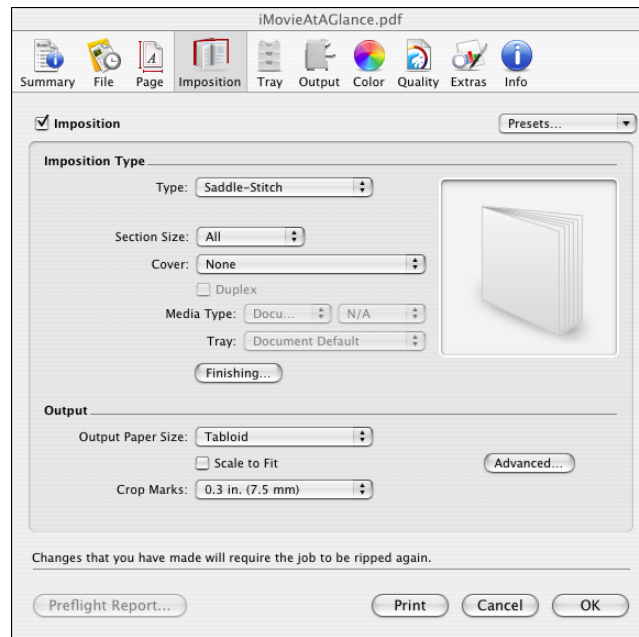 iMovieAtAGlance.pdf
Summary File Page Imposition Tray Output Color Quality Extras Info
Imposition Presets...
Imposition Type
Type: Saddle-Stitch
Section Size: All
Cover: None
Duplex
Media Type: Docu... N/A
Tray: Document Default
Finishing...
Output
Output Paper Size: Tabloid
Scale to Fit Advanced...
Crop Marks: 0.3 in. (7.5 mm)
Changes that you have made will require the job to be ripped again.
Preflight Report... Print Cancel OK